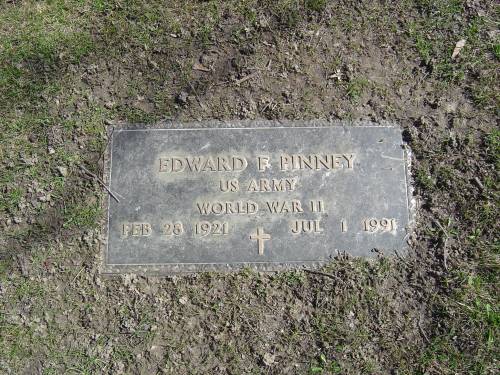 EDWARD F. PINNEY
US ARMY
WORLD WAR II
FEB 28 1921 JUL 1 1991